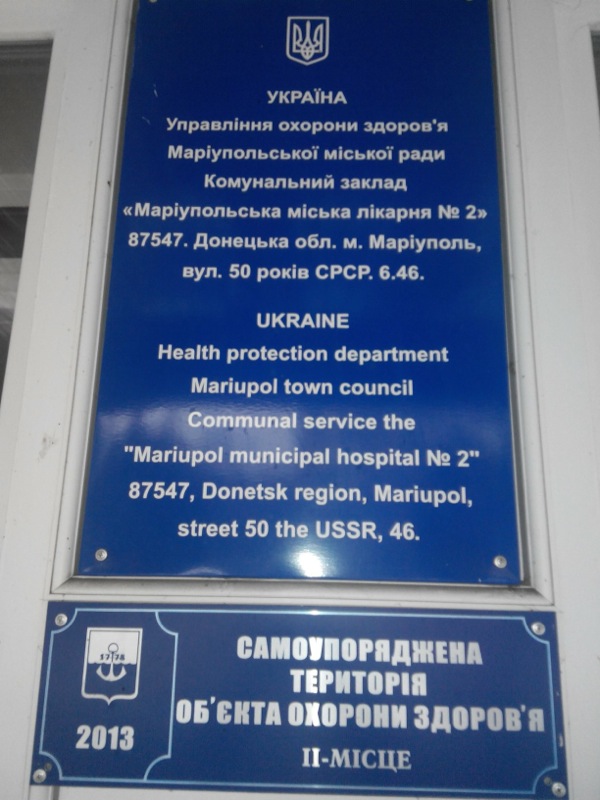 УКРАЇНА
Управління охорони здоров'я
Маріупольської міської ради
Комунальний заклад
«Маріупольська міська лікарня № 2»
87547. Донецька обл. м. Маріуполь,
вул. 50 років СРСР. 6.46.
UKRAINE
Health protection department
Mariupol town council
Communal service the
"Mariupol municipal hospital № 2"
87547, Donetsk region, Mariupol,
street 50 the USSR, 46.
1778
2013
САМОУПОРЯДЖЕНА
ТЕРИТОРІЯ
ОБ'ЄКТА ОХОРОНИ ЗДОРОВ'Я
ІІ-МІСЦЕ